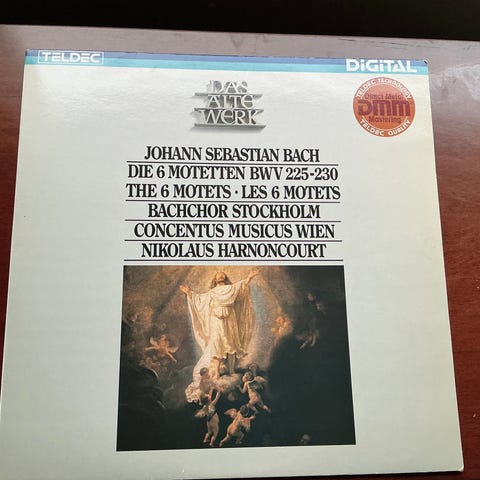 TELDEC
DIGITAL
DAS
ALTE
WERK
TELDEC TECHNOLOGY
Direct Metal
DMM
Mastering
TELDEC QUALITY
JOHANN SEBASTIAN BACH
DIE 6 MOTETTEN BWV 225-230
THE 6 MOTETS · LES 6 MOTETS
BACHCHOR STOCKHOLM
CONCENTUS MUSICUS WIEN
NIKOLAUS HARNONCOURT